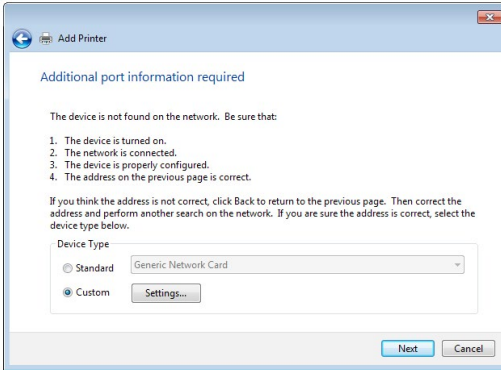 Add Printer
Additional port information required
The device is not found on the network. Be sure that:
1. The device is turned on.
2. The network is connected.
3. The device is properly configured.
4. The address on the previous page is correct.
If you think the address is not correct, click Back to return to the previous page. Then correct the
address and perform another search on the network. If you are sure the address is correct, select the
device type below.
Device Type
Standard Generic Network Card
Custom Settings...
Next Cancel